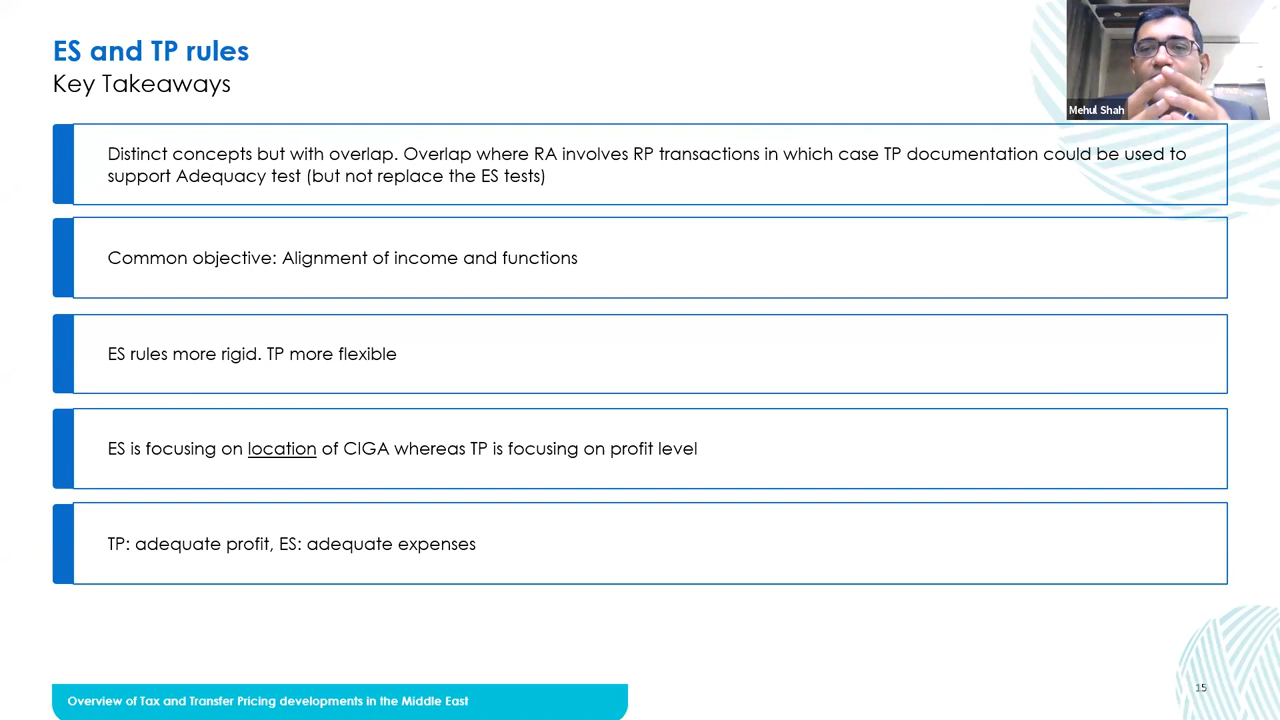 ES and TP rules
Key Takeaways
Mehul Shah
Distinct concepts but with overlap. Overlap where RA involves RP transactions in which case TP documentation could be used to
support Adequacy test (but not replace the ES tests)
Common objective: Alignment of income and functions
ES rules more rigid. TP more flexible
ES is focusing on location of CIGA whereas TP is focusing on profit level
TP: adequate profit, ES: adequate expenses
15
Overview of Tax and Transfer Pricing developments in the Middle East